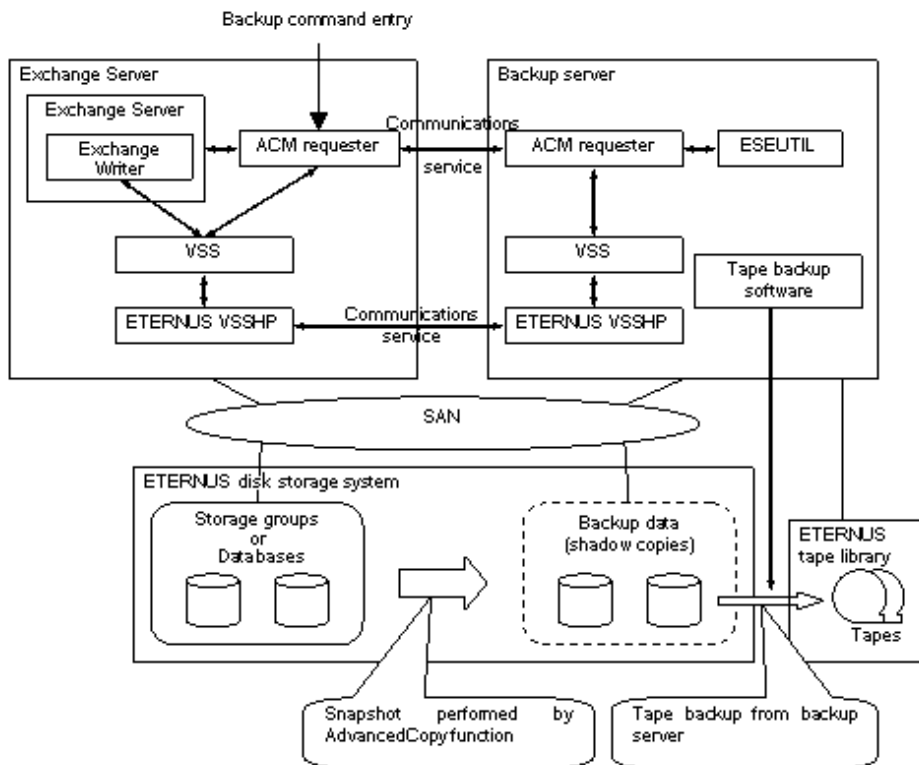 Backup command entry
Exchange Server
Backup server
Exchange Server
Exchange
Writer
ACM requester
Communications
service
ACM requester
ESEUTIL
VSS
VSS
Tape backup
software
ETERNUS VSSHP
Communications
service
ETERNUS VSSHP
SAN
ETERNUS disk storage system
Storage groups
or
Databases
Backup data
(shadow copies)
ETERNUS
tape library
Tapes
Snapshot performed by
AdvancedCopyfunction
Tape backup from backup
server